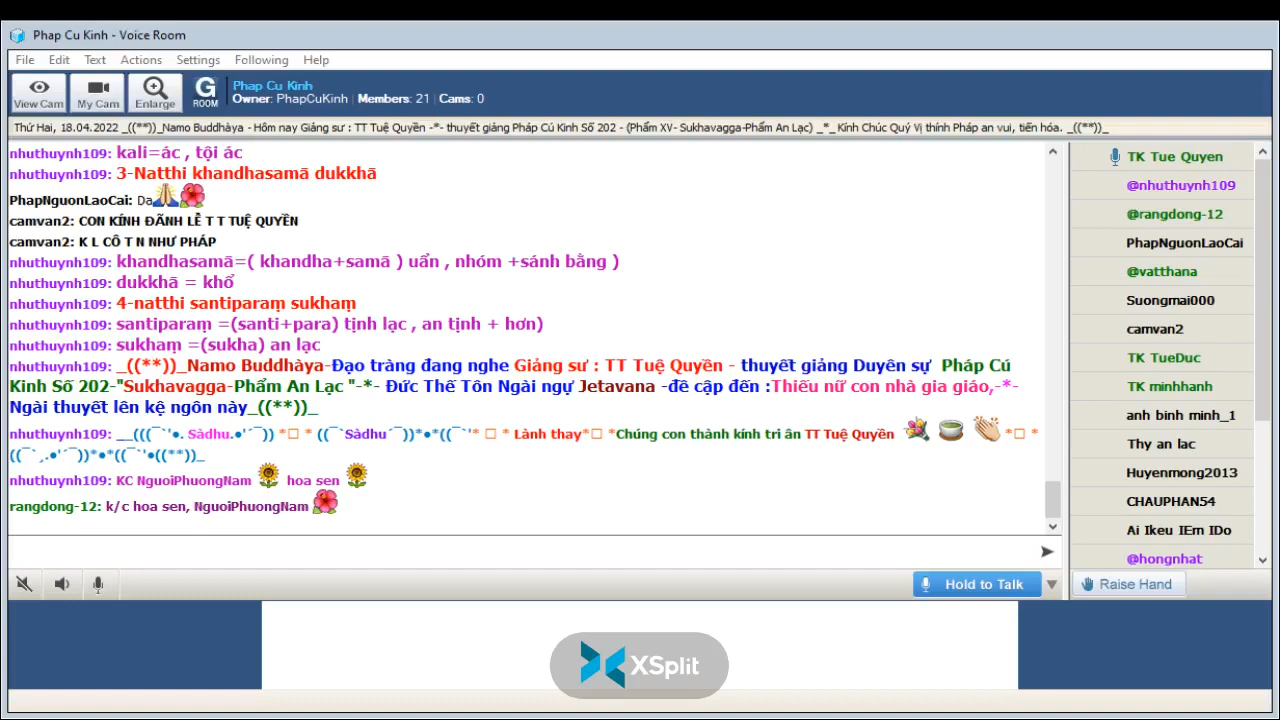 Phap Cu Kinh - Voice Room
File Edit Text Actions Settings Following Help
View Cam My Cam Enlarge G ROOM
Phap Cu Kinh
Owner: PhapCuKinh | Members: 21 | Cams: 0
Thứ Hai, 18.04.2022 _((**))_Namo Buddhàya - Hôm nay Giảng sư : TT Tuệ Quyền -*- thuyết giảng Pháp Cú Kinh Số 202 - (Phẩm XV- Sukhavagga-Phẩm An Lạc) _*_ Kính Chúc Quý Vị thính Pháp an vui, tiến hóa. _((**))_
nhuthuynh109: kali=ác , tội ác
nhuthuynh109: 3-Natthi khandhasamā dukkhā
PhapNguonLaoCai: Da
camvan2: CON KÍNH ĐÃNH LỄ T T TUỆ QUYỀN
camvan2: K L CÔ T N NHƯ PHÁP
nhuthuynh109: khandhasamā=( khandha+samā ) uẩn , nhóm +sánh bằng )
nhuthuynh109: dukkhā = khổ
nhuthuynh109: 4-natthi santiparaṃ sukhaṃ
nhuthuynh109: santiparaṃ =(santi+para) tịnh lạc , an tịnh + hơn)
nhuthuynh109: sukhaṃ =(sukha) an lạc
nhuthuynh109: _((**))_Namo Buddhàya-Đạo tràng đang nghe Giảng sư : TT Tuệ Quyền - thuyết giảng Duyên sự Pháp Cú
Kinh Số 202-"Sukhavagga-Phẩm An Lạc "-*- Đức Thế Tôn Ngài ngự Jetavana -đề cập đến :Thiếu nữ con nhà gia giáo,-*-
Ngài thuyết lên kệ ngôn này_((**))_
nhuthuynh109: __(((¯`'●. Sàdhu.●'´¯)) *□ * ((¯`Sàdhu´¯))*●*((¯`'* □ * Lành thay*□ *Chúng con thành kính tri ân TT Tuệ Quyền *□ *
((¯`¸.●'´¯))*●*((¯`'●((**))_
nhuthuynh109: KC NguoiPhuongNam hoa sen
rangdong-12: k/c hoa sen, NguoiPhuongNam
Hold to Talk
TK Tue Quyen
@nhuthuynh109
@rangdong-12
PhapNguonLaoCai
@vatthana
Suongmai000
camvan2
TK TueDuc
TK minhhanh
anh binh minh_1
Thy an lac
Huyenmong2013
CHAUPHAN54
Ai Ikeu IEm IDo
@hongnhat
Raise Hand
XSplit